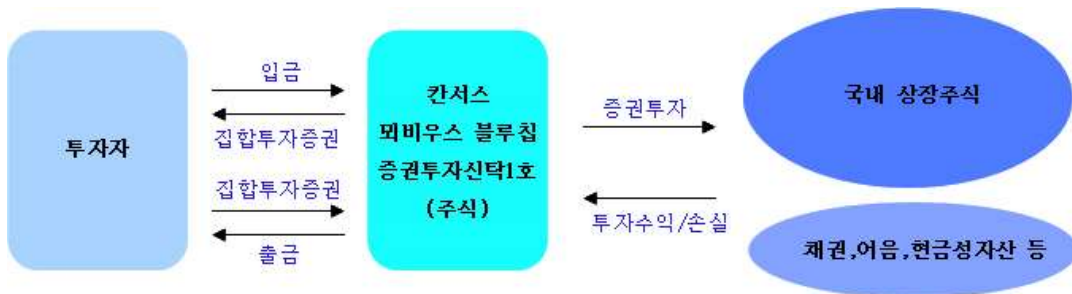 투자자
입금
집합투자증권
집합투자증권
출금
칸서스
뫼비우스 블루칩
증권투자신탁1호
(주식)
증권투자
투자수익/손실
국내 상장주식
채권,어음,현금성자산 등